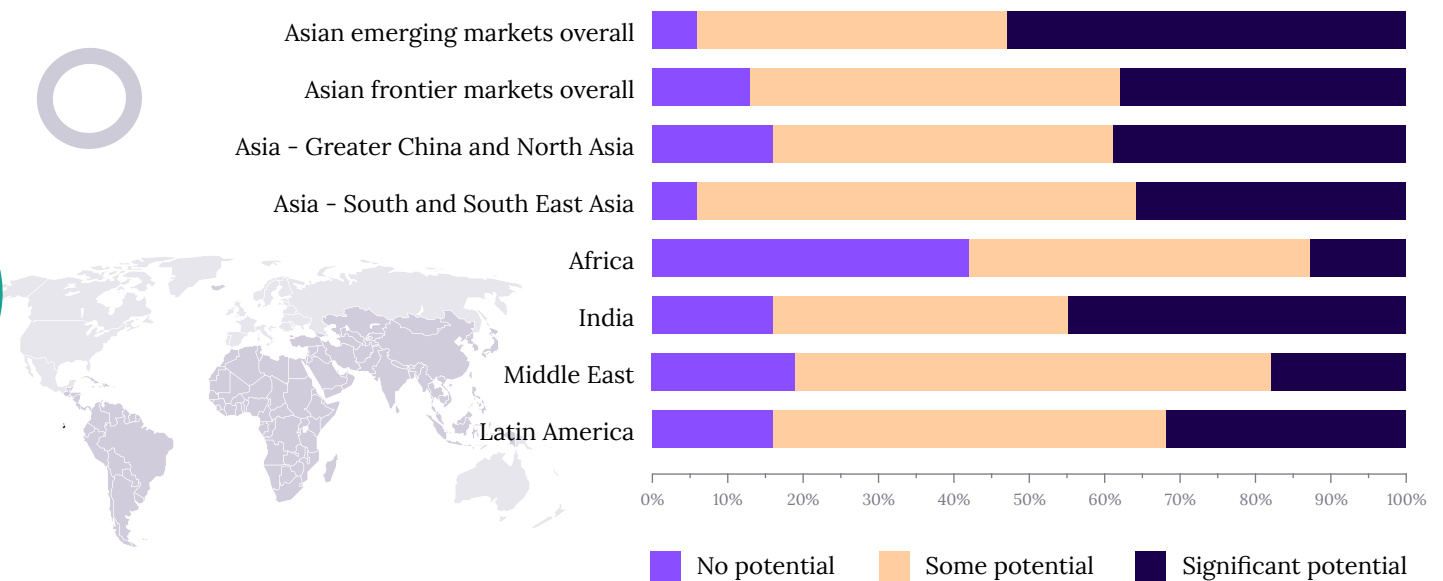 Asian emerging markets overall
Asian frontier markets overall
Asia - Greater China and North Asia
Asia - South and South East Asia
Africa
India
Middle East
Latin America
0% 10% 20% 30% 40% 50% 60% 70% 80% 90% 100%
No potential Some potential Significant potential